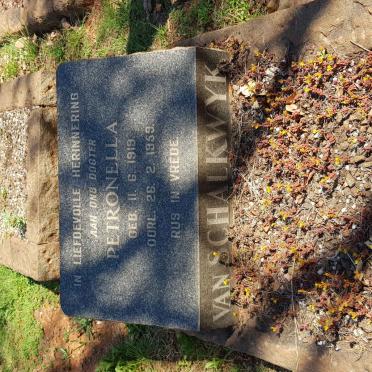 IN LIEFDEVOLLE HERINNERING
AAN ONS DOGTER
PETRONELLA
GEB. 11. 6. 1919.
OORL. 26. 2. 1939.
RUS IN VREDE.
VAN SCHALKWYK